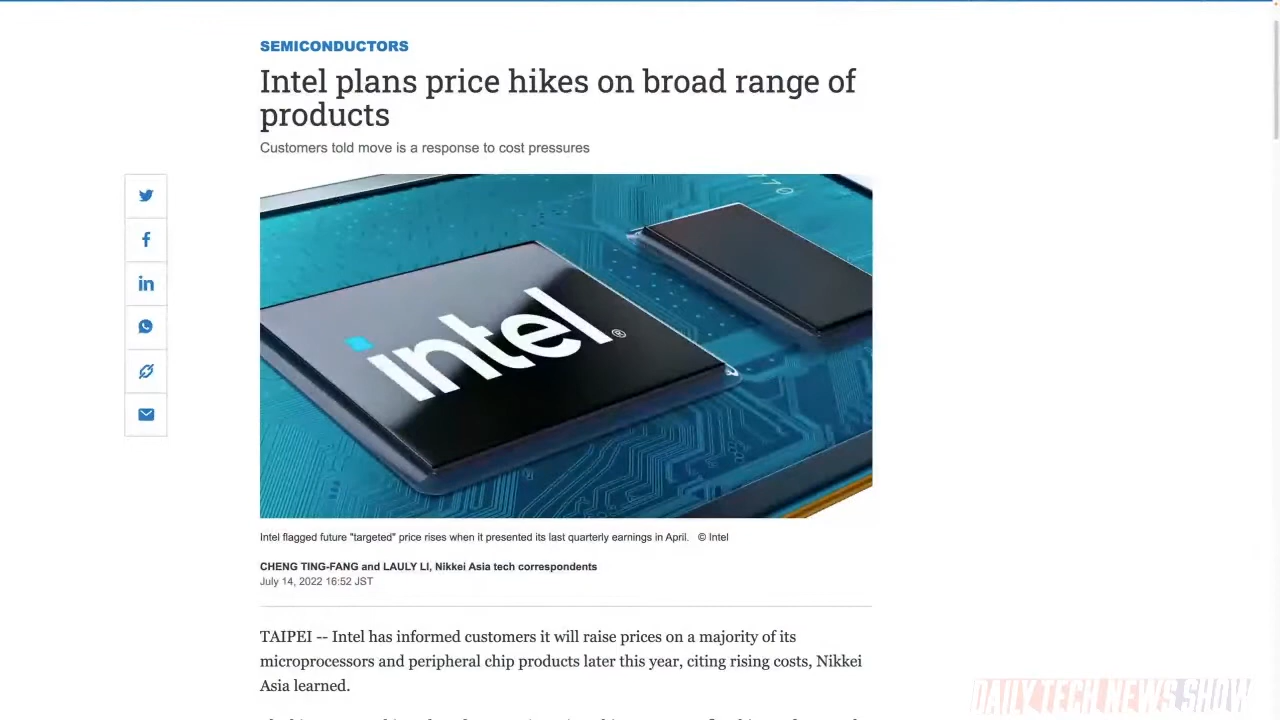 SEMICONDUCTORS
Intel plans price hikes on broad range of
products
Customers told move is a response to cost pressures
intel®
Intel flagged future "targeted" price rises when it presented its last quarterly earnings in April. © Intel
CHENG TING-FANG and LAULY LI, Nikkei Asia tech correspondents
July 14, 2022 16:52 JST
TAIPEI -- Intel has informed customers it will raise prices on a majority of its
microprocessors and peripheral chip products later this year, citing rising costs, Nikkei
Asia learned.
DAILY TECH NEWS SHOW